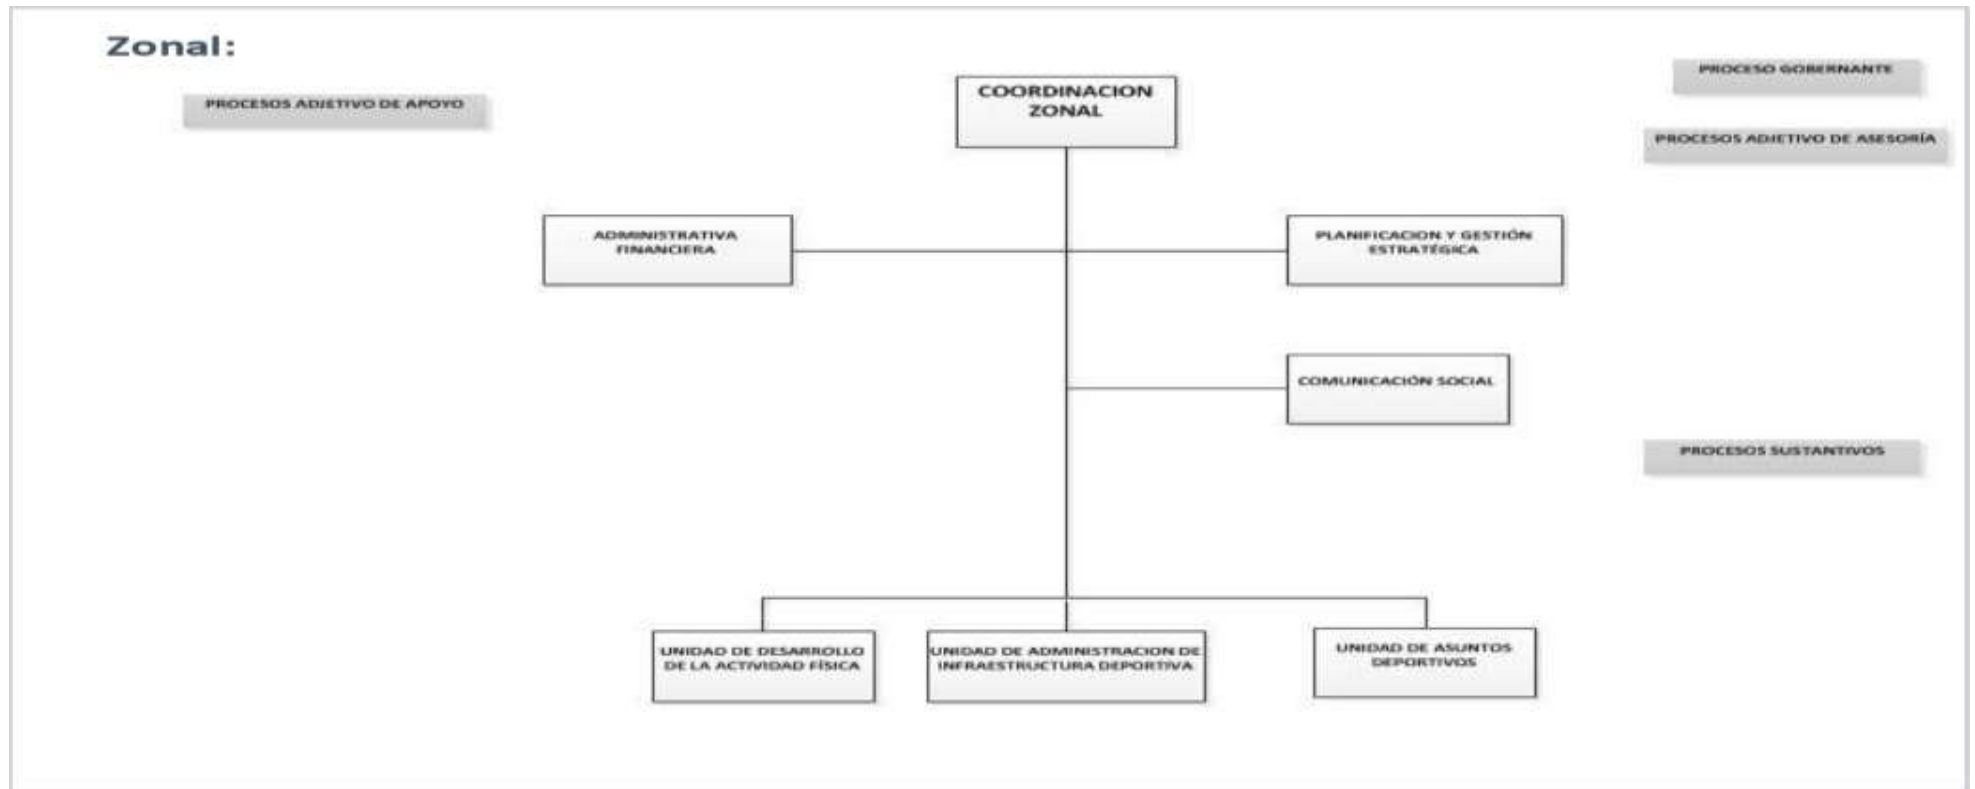 Zonal:
PROCESO GOBERNANTE
PROCESOS ADJETIVO DE APOYO
COORDINACION
ZONAL
PROCESOS ADJETIVO DE ASESORÍA
ADMINISTRATIVA
FINANCIERA
PLANIFICACION Y GESTIÓN
ESTRATÉGICA
COMUNICACIÓN SOCIAL
PROCESOS SUSTANTIVOS
UNIDAD DE DESARROLLO
DE LA ACTIVIDAD FÍSICA
UNIDAD DE ADMINISTRACION DE
INFRAESTRUCTURA DEPORTIVA
UNIDAD DE ASUNTOS
DEPORTIVOS